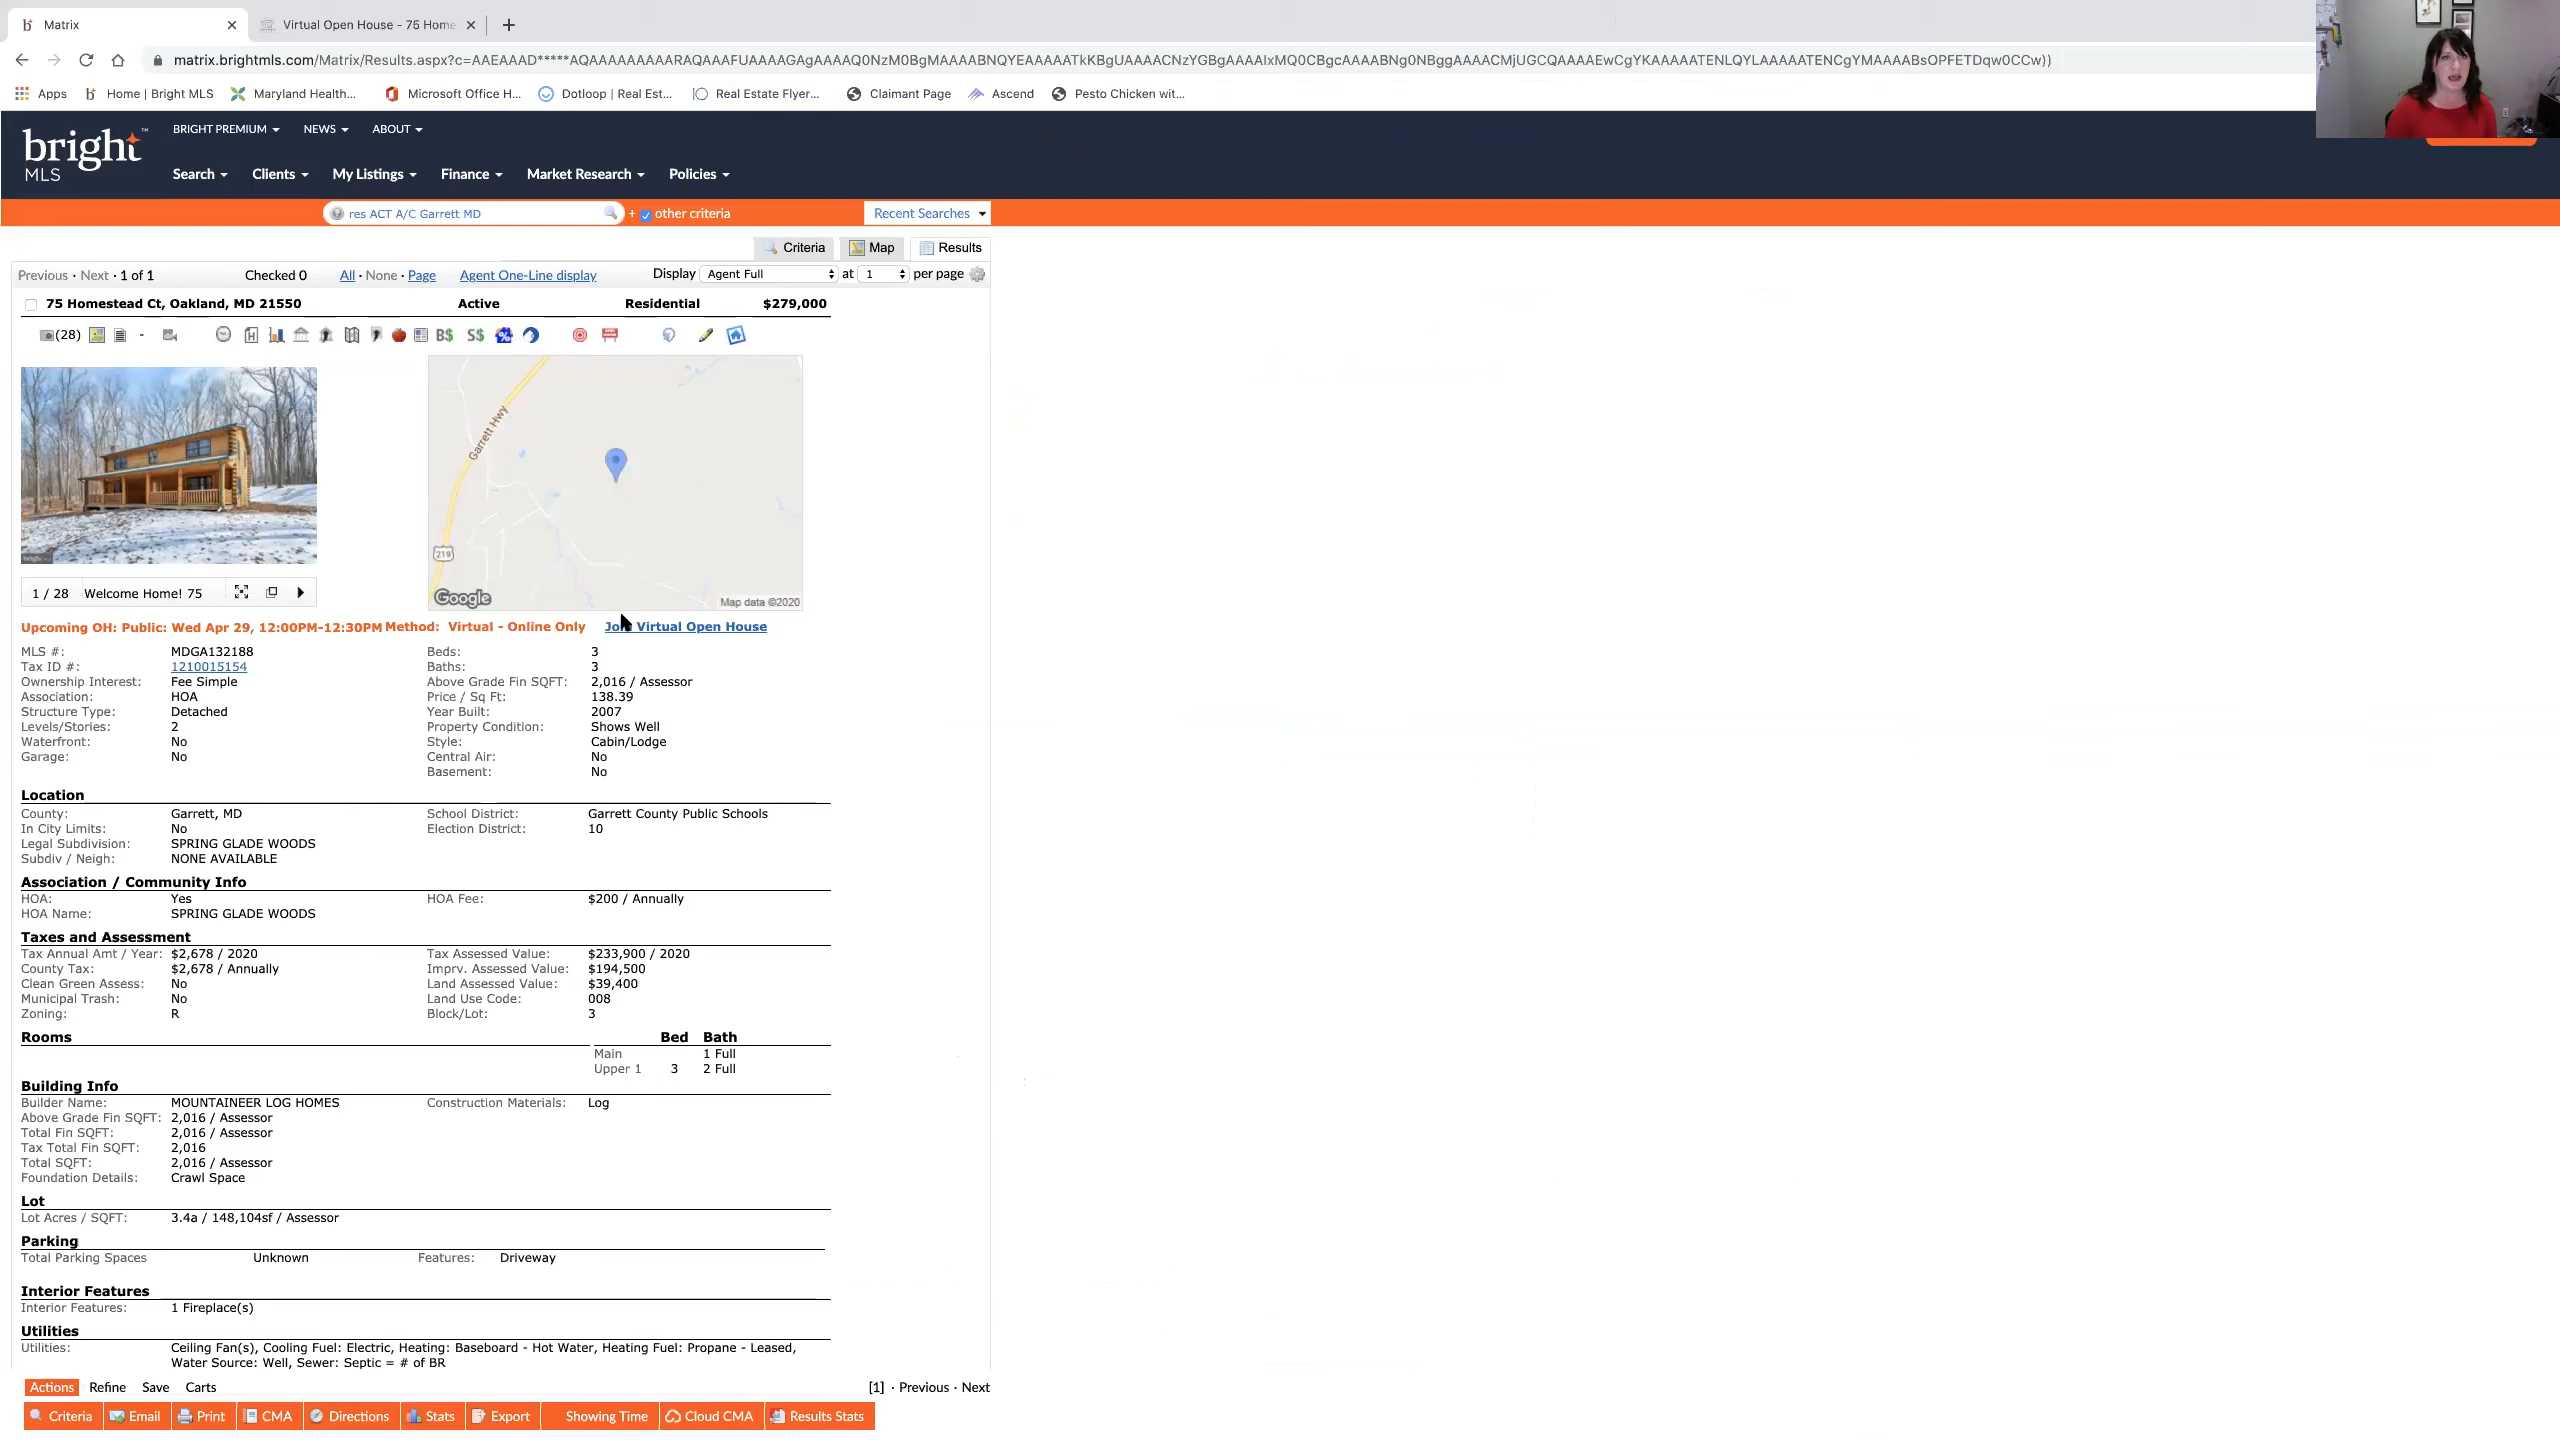 Matrix
Virtual Open House - 75 Home
matrix.brightmls.com/Matrix/Results.aspx?c=AAEAAAD*****AQAAAAAAAAARAQAAAFUAAAAGAgAAAAQ0NzM0BgMAAAABNQYEAAAAATkKBgUAAAACNzYGBgAAAAIxMQ0CBgcAAAABNg0NBggAAAACMjUGCQAAAAEwCgYKAAAAATENLQYLAAAAATENCgYMAAAABsOPFETDqw0CCw))
Apps
Home | Bright MLS
Maryland Health...
Microsoft Office H...
Dotloop | Real Est...
Real Estate Flyer...
Claimant Page
Ascend
Pesto Chicken wit...
bright MLS
BRIGHT PREMIUM NEWS ABOUT
Search Clients My Listings Finance Market Research Policies
res ACT A/C Garrett MD + other criteria Recent Searches
Criteria Map Results
Previous · Next · 1 of 1 Checked 0 All · None · Page Agent One-Line display Display Agent Full at 1 per page
75 Homestead Ct, Oakland, MD 21550 Active Residential $279,000
(28) - B$ S$
Garrett Hwy
219
Google Map data ©2020
1 / 28 Welcome Home! 75
Upcoming OH: Public: Wed Apr 29, 12:00PM-12:30PM Method: Virtual - Online Only Virtual Open House
MLS #: MDGA132188 Beds: 3
Tax ID #: 1210015154 Baths: 3
Ownership Interest: Fee Simple Above Grade Fin SQFT: 2,016 / Assessor
Association: HOA Price / Sq Ft: 138.39
Structure Type: Detached Year Built: 2007
Levels/Stories: 2 Property Condition: Shows Well
Waterfront: No Style: Cabin/Lodge
Garage: No Central Air: No
Basement: No
Location
County: Garrett, MD School District: Garrett County Public Schools
In City Limits: No Election District: 10
Legal Subdivision: SPRING GLADE WOODS
Subdiv / Neigh: NONE AVAILABLE
Association / Community Info
HOA: Yes HOA Fee: $200 / Annually
HOA Name: SPRING GLADE WOODS
Taxes and Assessment
Tax Annual Amt / Year: $2,678 / 2020 Tax Assessed Value: $233,900 / 2020
County Tax: $2,678 / Annually Imprv. Assessed Value: $194,500
Clean Green Assess: No Land Assessed Value: $39,400
Municipal Trash: No Land Use Code: 008
Zoning: R Block/Lot: 3
Rooms Bed Bath
Main 1 Full
Upper 1 3 2 Full
Building Info
Builder Name: MOUNTAINEER LOG HOMES Construction Materials: Log
Above Grade Fin SQFT: 2,016 / Assessor
Total Fin SQFT: 2,016 / Assessor
Tax Total Fin SQFT: 2,016
Total SQFT: 2,016 / Assessor
Foundation Details: Crawl Space
Lot
Lot Acres / SQFT: 3.4a / 148,104sf / Assessor
Parking
Total Parking Spaces Unknown Features: Driveway
Interior Features
Interior Features: 1 Fireplace(s)
Utilities
Utilities: Ceiling Fan(s), Cooling Fuel: Electric, Heating: Baseboard - Hot Water, Heating Fuel: Propane - Leased,
Water Source: Well, Sewer: Septic = # of BR
Actions Refine Save Carts [1] · Previous · Next
Criteria Email Print CMA Directions Stats Export Showing Time Cloud CMA Results Stats